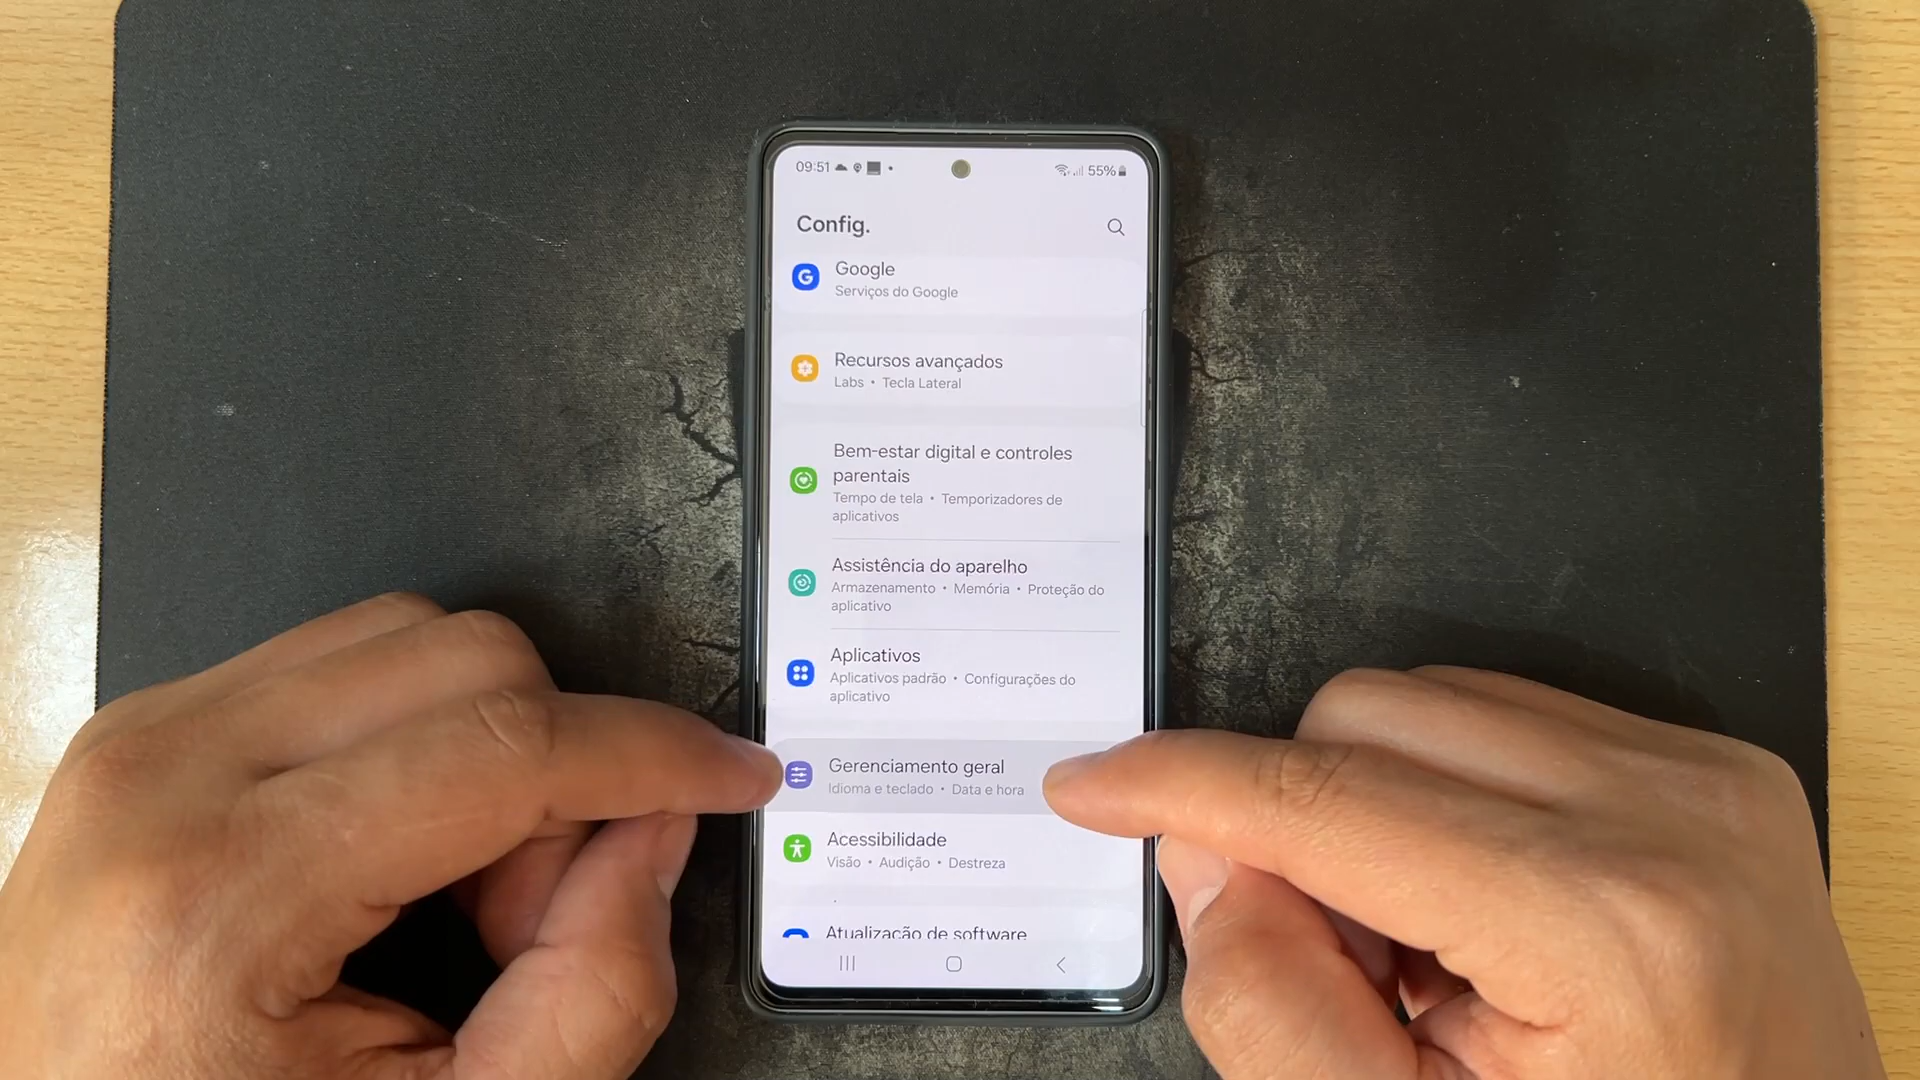 09:51
55%
Config.
Google
Serviços do Google
Recursos avançados
Labs • Tecla Lateral
Bem-estar digital e controles
parentais
Tempo de tela • Temporizadores de
aplicativos
Assistência do aparelho
Armazenamento • Memória • Proteção do
aplicativo
Aplicativos
Aplicativos padrão • Configurações do
aplicativo
Gerenciamento geral
Idioma e teclado • Data e hora
Acessibilidade
Visão • Audição • Destreza
Atualização de software